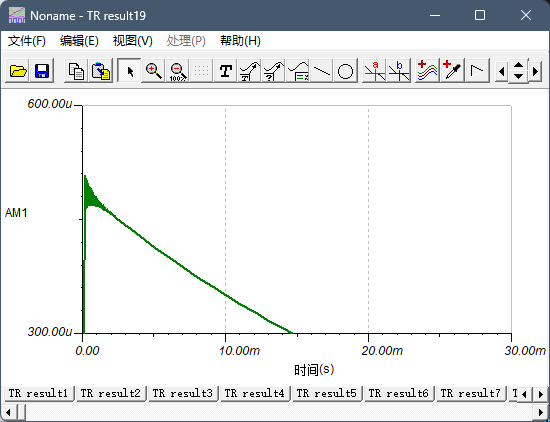 Noname - TR result19
文件(F) 编辑(E) 视图(V) 处理(P) 帮助(H)
100% T ? a b
600.00u
AM1
300.00u
0.00 10.00m 20.00m 30.00m
时间(s)
TR result1 TR result2 TR result3 TR result4 TR result5 TR result6 TR result7 T